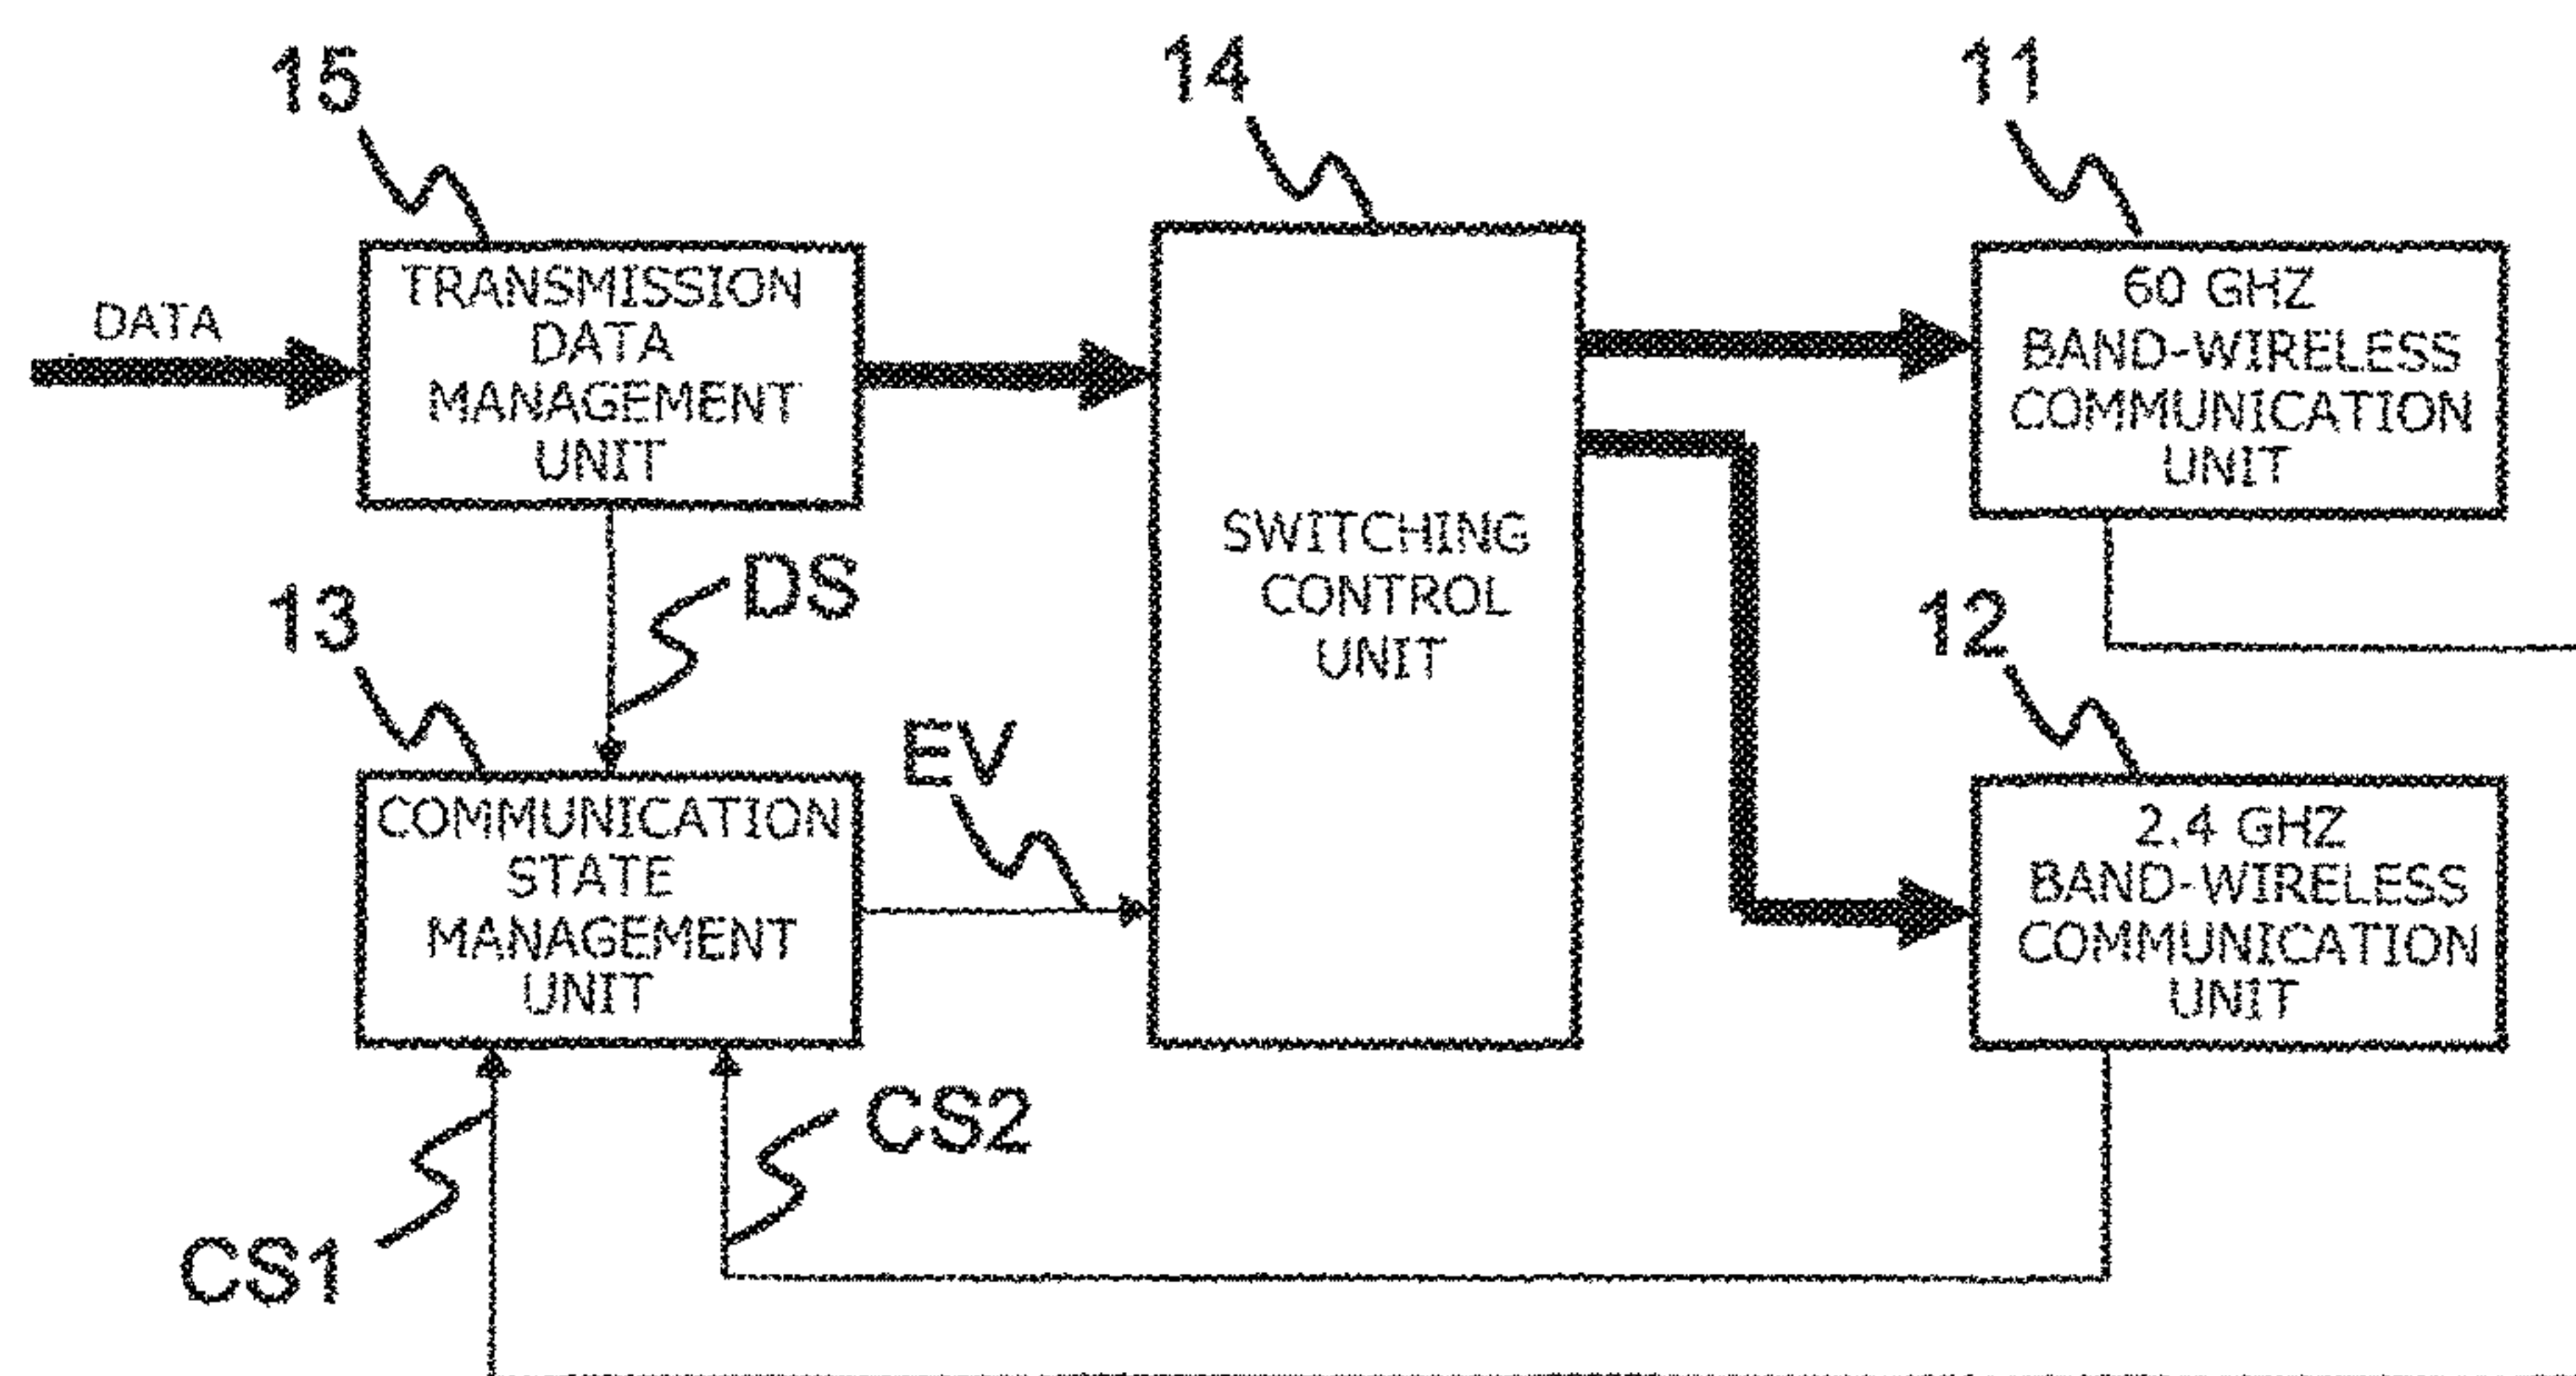 15
14
11
DATA
TRANSMISSION
DATA
MANAGEMENT
UNIT
60 GHZ
BAND-WIRELESS
COMMUNICATION
UNIT
SWITCHING
CONTROL
UNIT
DS
13
12
EV
COMMUNICATION
STATE
MANAGEMENT
UNIT
2.4 GHZ
BAND-WIRELESS
COMMUNICATION
UNIT
CS2
CS1